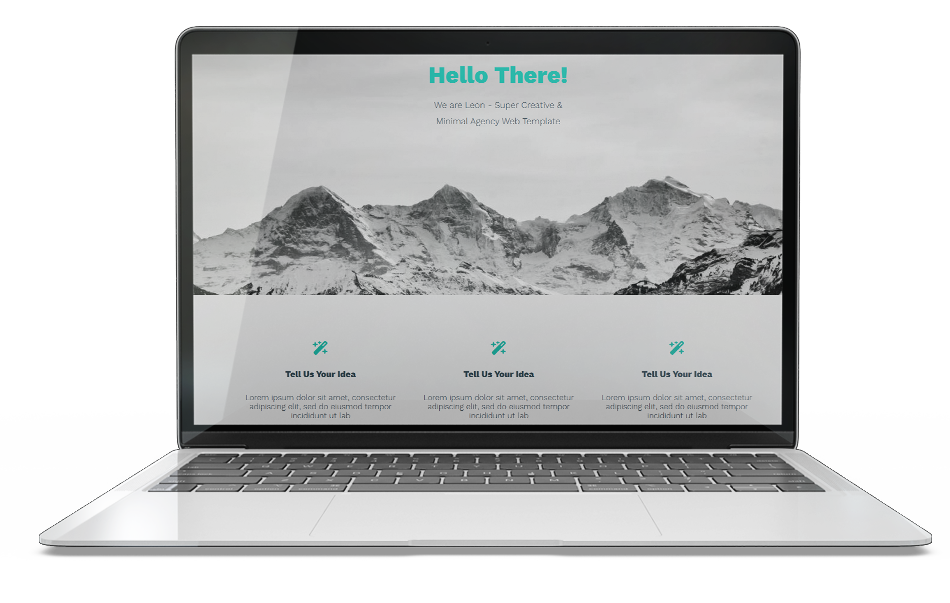 Hello There!
We are Leon - Super Creative &
Minimal Agency Web Template
Tell Us Your Idea
Lorem ipsum dolor sit amet, consectetur
adipiscing elit, sed do eiusmod tempor
incididunt ut lab
Tell Us Your Idea
Lorem ipsum dolor sit amet, consectetur
adipiscing elit, sed do eiusmod tempor
incididunt ut lab
Tell Us Your Idea
Lorem ipsum dolor sit amet, consectetur
adipiscing elit, sed do eiusmod tempor
incididunt ut lab